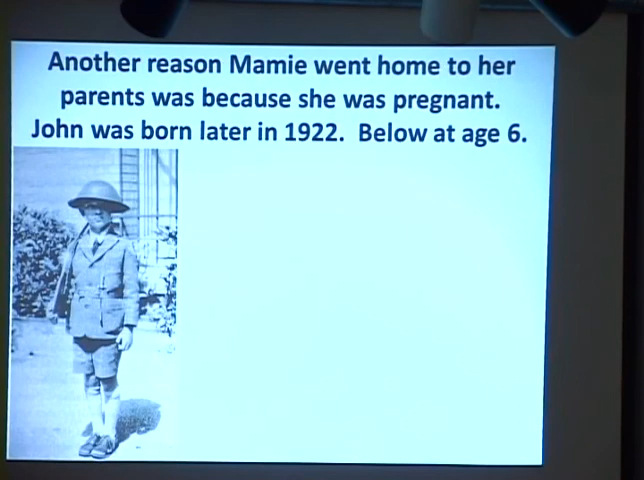 Another reason Mamie went home to her
parents was because she was pregnant.
John was born later in 1922.  Below at age 6.